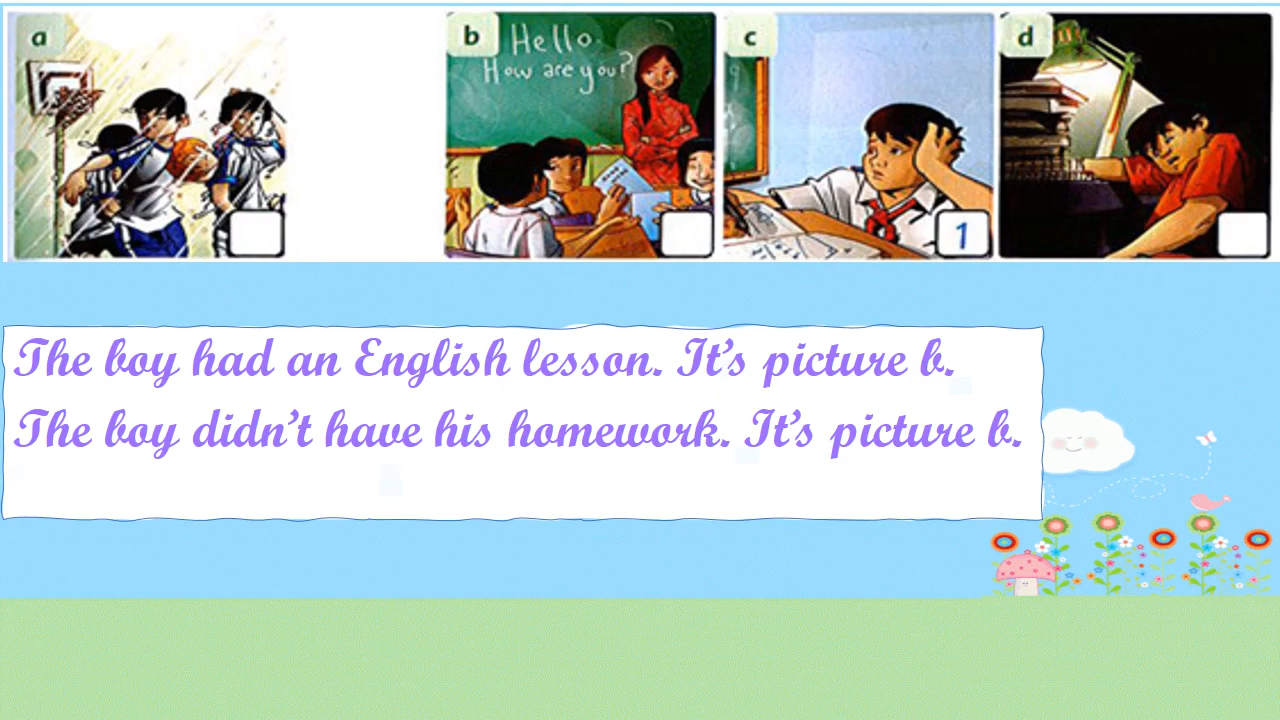 a
b
Hello.
How are you?
c
1
d
The boy had an English lesson. It's picture b.
The boy didn't have his homework. It's picture b.